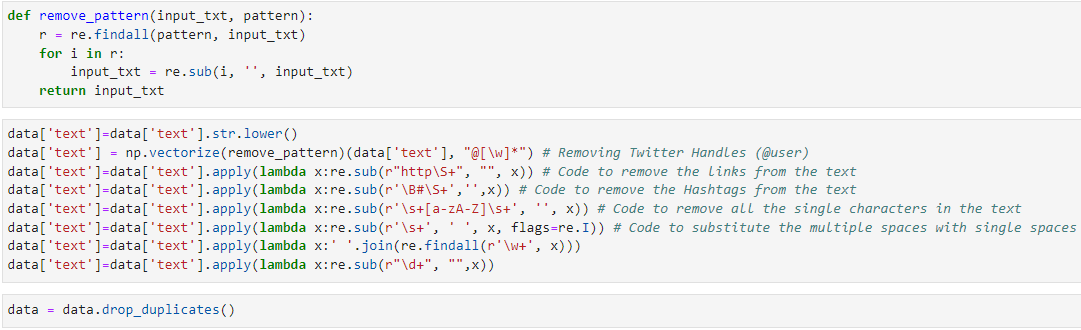 def remove_pattern(input_txt, pattern):
    r = re.findall(pattern, input_txt)
    for i in r:
        input_txt = re.sub(i, '', input_txt)
    return input_txt
data['text']=data['text'].str.lower()
data['text'] = np.vectorize(remove_pattern)(data['text'], "@[\w]*") # Removing Twitter Handles (@user)
data['text']=data['text'].apply(lambda x:re.sub(r"http\S+", "", x)) # Code to remove the links from the text
data['text']=data['text'].apply(lambda x:re.sub(r'\B#\S+','',x)) # Code to remove the Hashtags from the text
data['text']=data['text'].apply(lambda x:re.sub(r'\s+[a-zA-Z]\s+', '', x)) # Code to remove all the single characters in the text
data['text']=data['text'].apply(lambda x:re.sub(r'\s+', ' ', x, flags=re.I)) # Code to substitute the multiple spaces with single spaces
data['text']=data['text'].apply(lambda x:' '.join(re.findall(r'\w+', x)))
data['text']=data['text'].apply(lambda x:re.sub(r"\d+", "",x))
data = data.drop_duplicates()